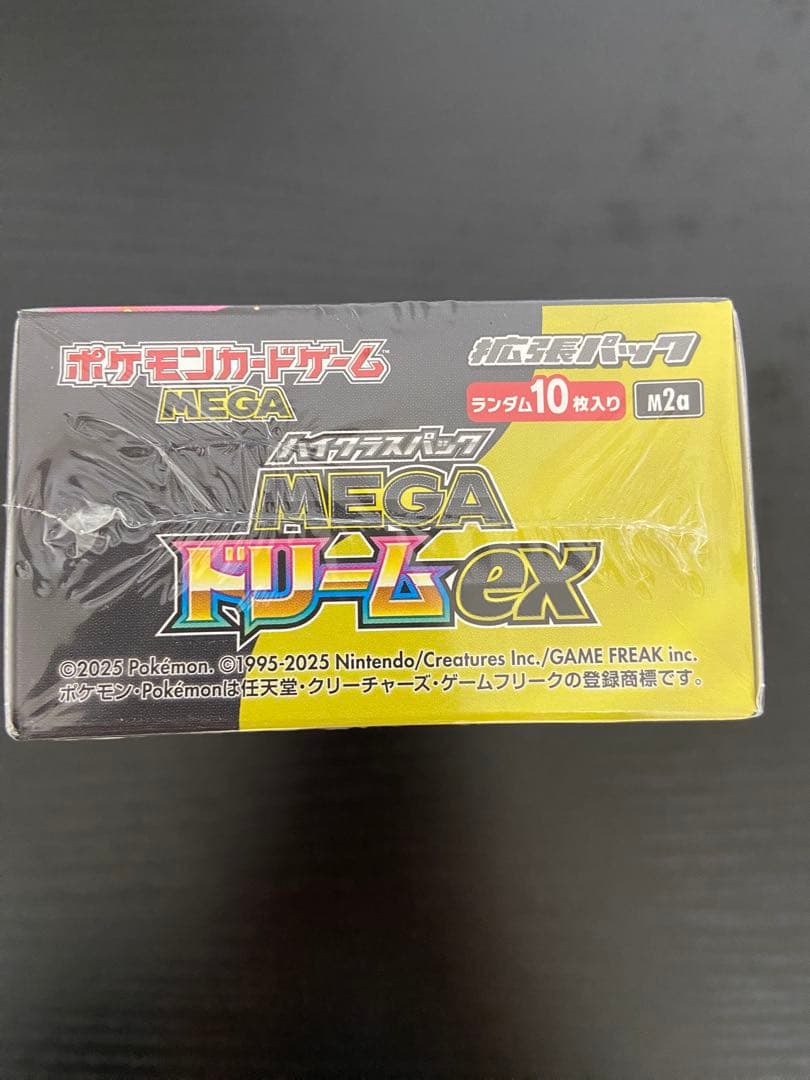 ポケモンカードゲーム™
MEGA
拡張パック
ランダム10枚入り M2a
ハイクラスパック
MEGA
ドリームex
©2025 Pokémon. ©1995-2025 Nintendo/Creatures Inc./GAME FREAK inc.
ポケモン・Pokémonは任天堂・クリーチャーズ・ゲームフリークの登録商標です。